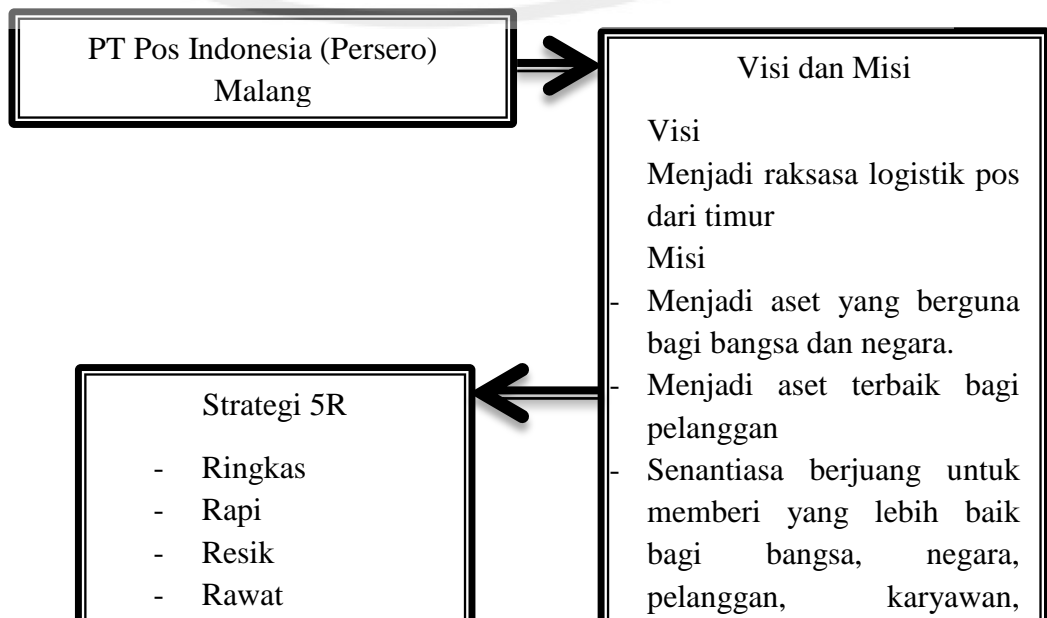 PT Pos Indonesia (Persero)
Malang
Visi dan Misi
Visi
Menjadi raksasa logistik pos
dari timur
Misi
- Menjadi aset yang berguna
bagi bangsa dan negara.
- Menjadi aset terbaik bagi
pelanggan
- Senantiasa berjuang untuk
memberi yang lebih baik
bagi bangsa, negara,
pelanggan, karyawan,
Strategi 5R
- Ringkas
- Rapi
- Resik
- Rawat